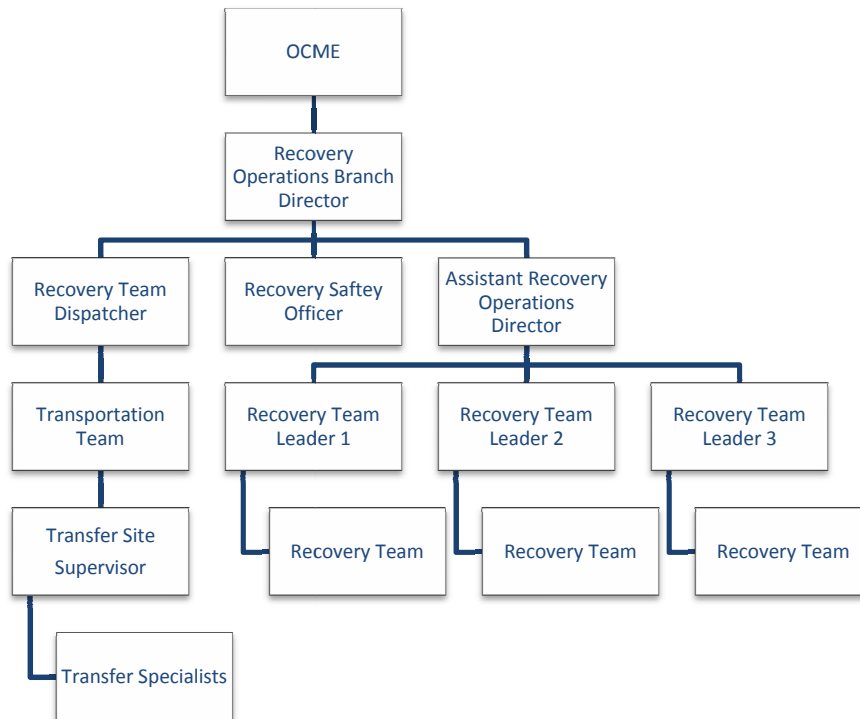 OCME
Recovery
Operations Branch
Director
Recovery Team
Dispatcher
Recovery Saftey
Officer
Assistant Recovery
Operations
Director
Transportation
Team
Recovery Team
Leader 1
Recovery Team
Leader 2
Recovery Team
Leader 3
Transfer Site
Supervisor
Recovery Team
Recovery Team
Recovery Team
Transfer Specialists